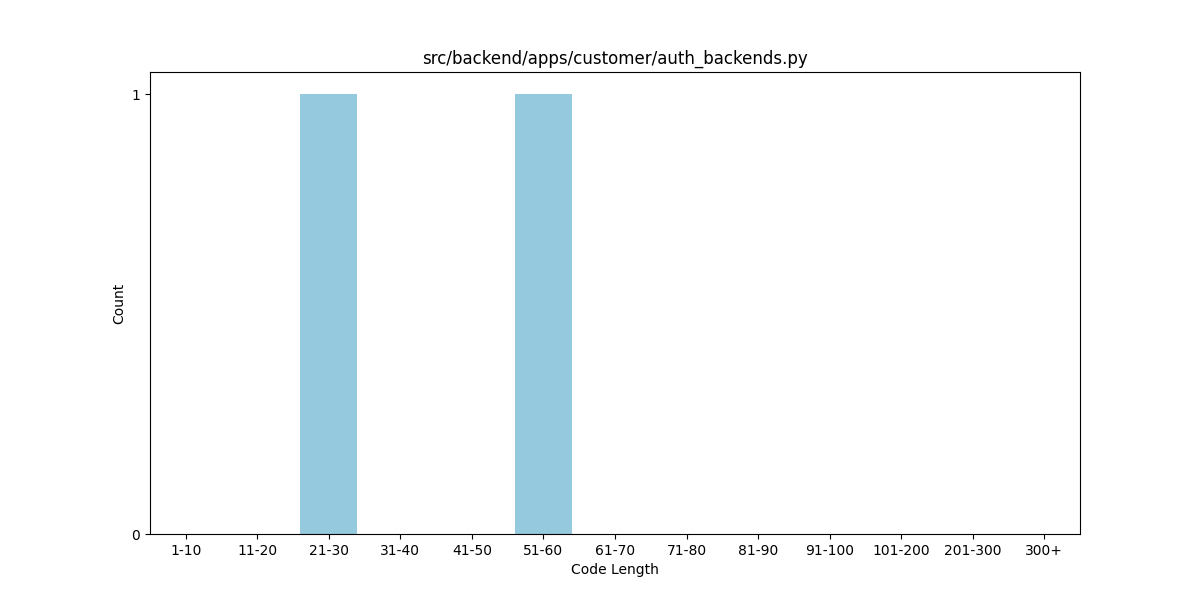 src/backend/apps/customer/auth_backends.py
1
0
Count
1-10 11-20 21-30 31-40 41-50 51-60 61-70 71-80 81-90 91-100 101-200 201-300 300+
Code Length